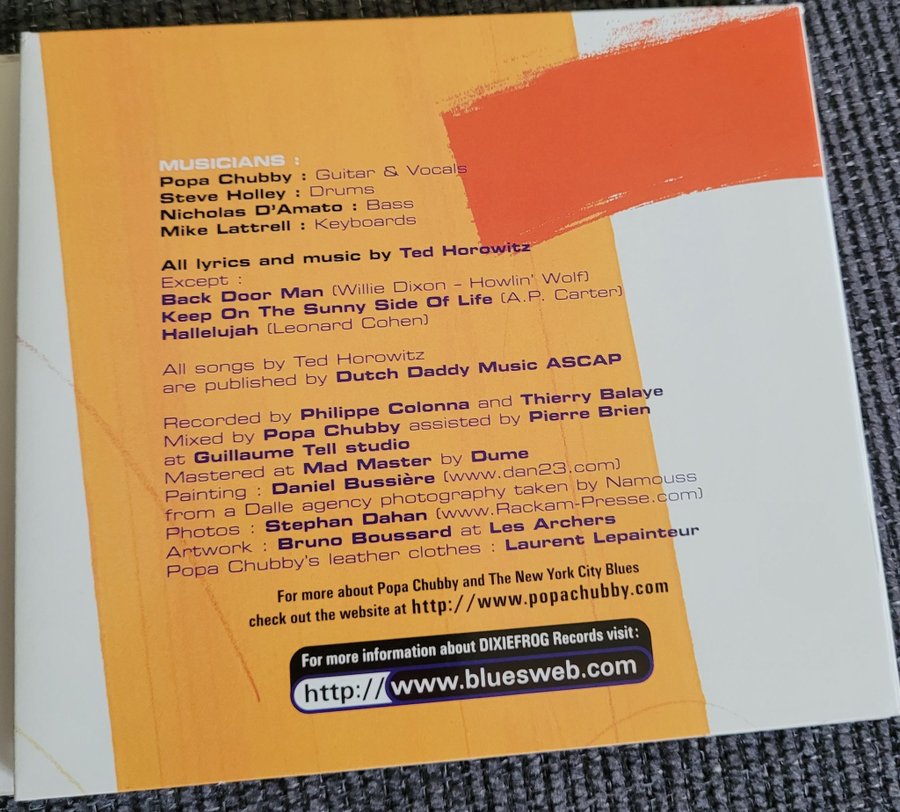 MUSICIANS :
Popa Chubby : Guitar & Vocals
Steve Holley : Drums
Nicholas D'Amato : Bass
Mike Lattrell : Keyboards
All lyrics and music by Ted Horowitz
Except :
Back Door Man (Willie Dixon - Howlin' Wolf)
Keep On The Sunny Side Of Life (A.P. Carter)
Hallelujah (Leonard Cohen)
All songs by Ted Horowitz
are published by Dutch Daddy Music ASCAP
Recorded by Philippe Colonna and Thierry Balaye
Mixed by Popa Chubby assisted by Pierre Brien
at Guillaume Tell studio
Mastered at Mad Master by Dume
Painting : Daniel Bussière (www.dan23.com)
from a Dalle agency photography taken by Namouss
Photos : Stephan Dahan (www.Rackam-Presse.com)
Artwork : Bruno Boussard at Les Archers
Popa Chubby's leather clothes : Laurent Lepainteur
For more about Popa Chubby and The New York City Blues
check out the website at http://www.popachubby.com
For more information about DIXIEFROG Records visit:
http://www.bluesweb.com